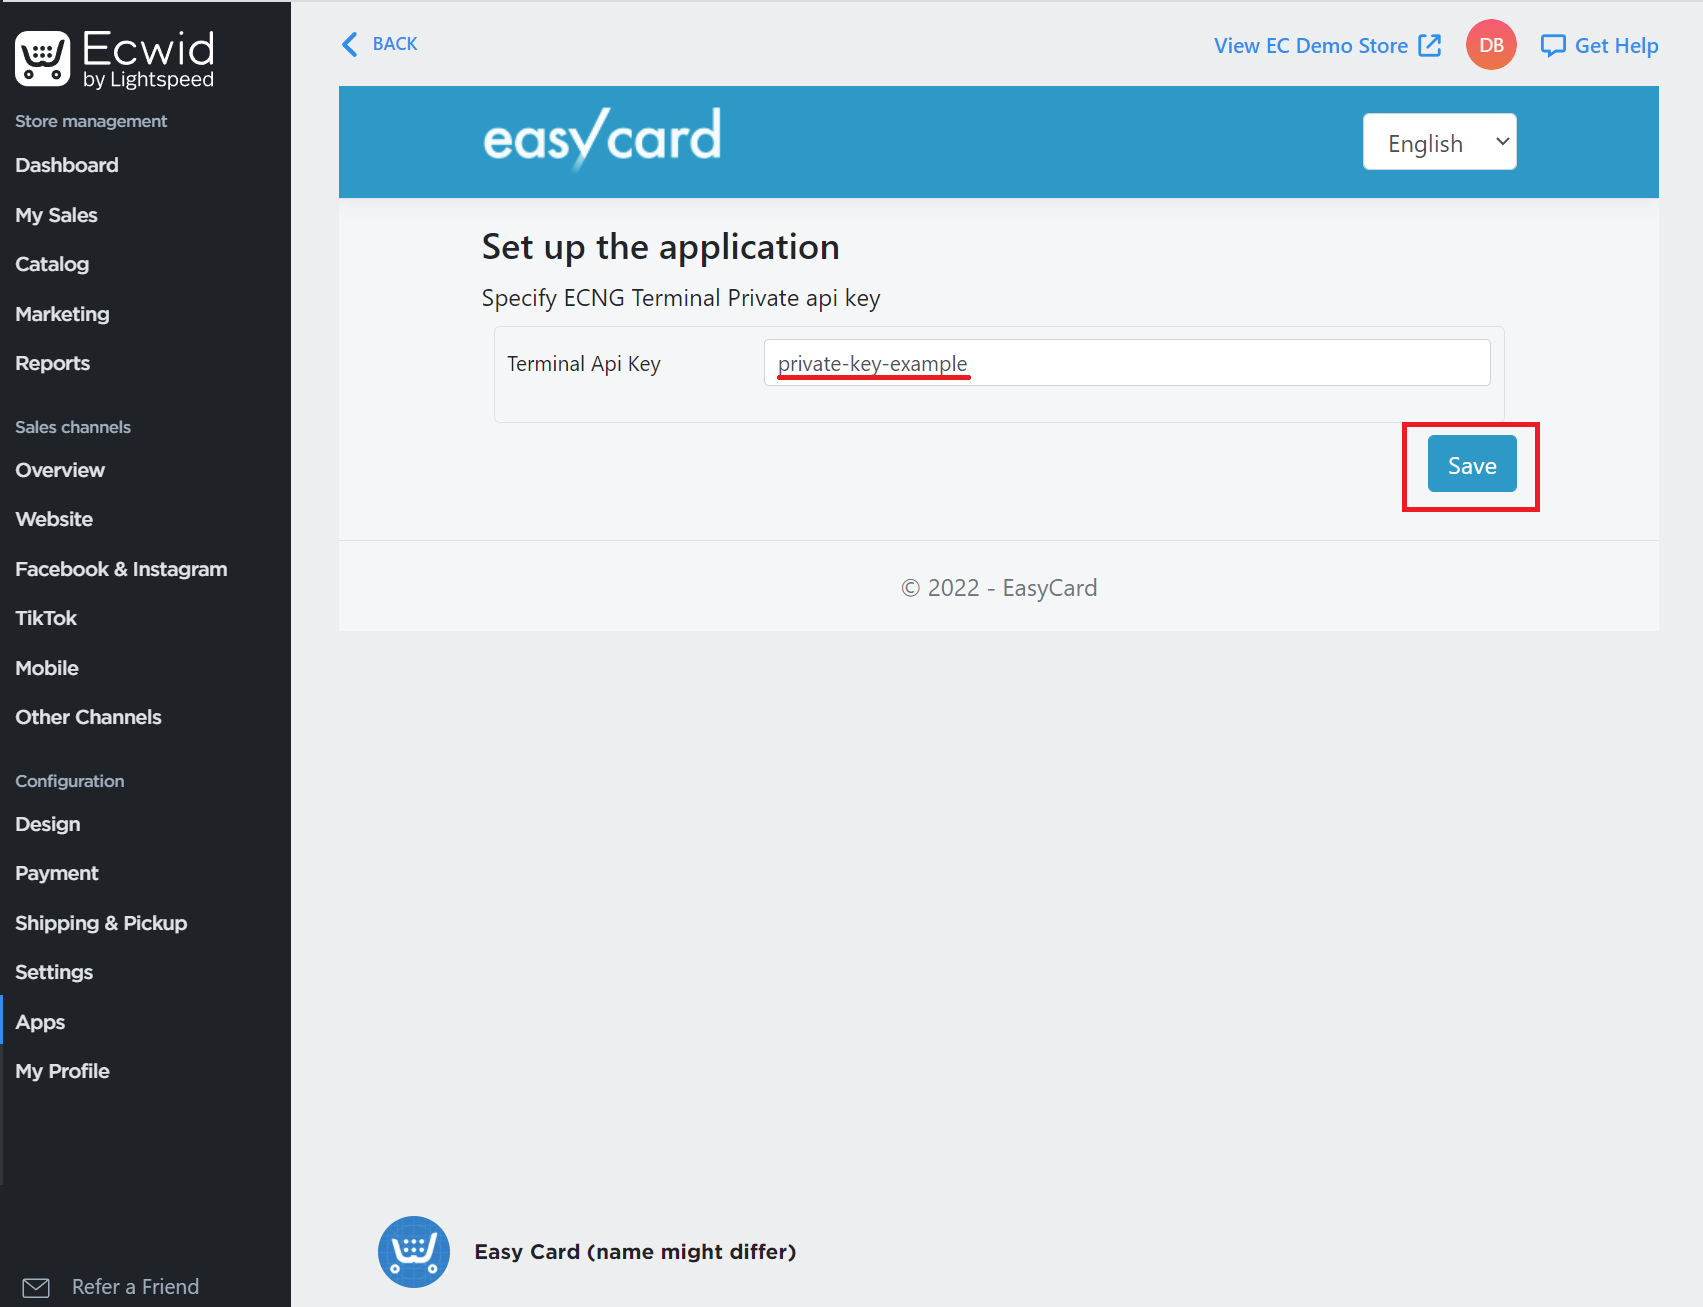 Ecwid
by Lightspeed
Store management
Dashboard
My Sales
Catalog
Marketing
Reports
Sales channels
Overview
Website
Facebook & Instagram
TikTok
Mobile
Other Channels
Configuration
Design
Payment
Shipping & Pickup
Settings
Apps
My Profile
Refer a Friend
BACK
View EC Demo Store
DB
Get Help
easycard
English
Set up the application
Specify ECNG Terminal Private api key
Terminal Api Key
private-key-example
Save
© 2022 - EasyCard
Easy Card (name might differ)